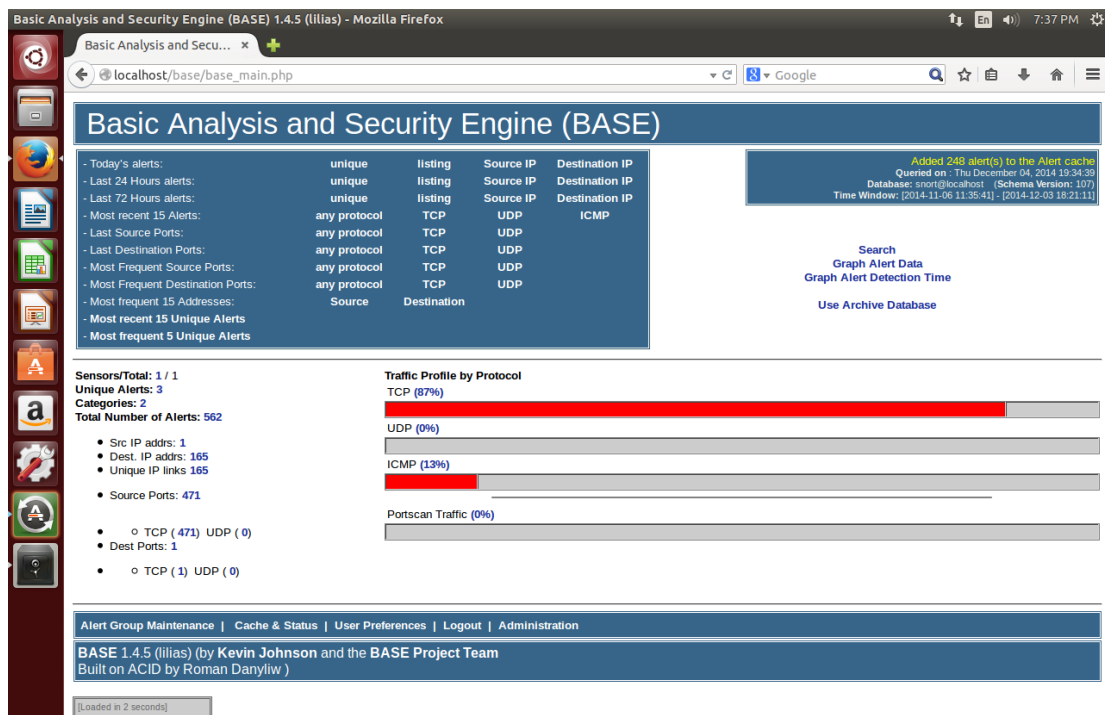 Basic Analysis and Security Engine (BASE) 1.4.5 (lilias) - Mozilla Firefox
En
7:37 PM
Basic Analysis and Secu... ×
localhost/base/base_main.php
Google
Basic Analysis and Security Engine (BASE)
- Today's alerts: unique listing Source IP Destination IP
- Last 24 Hours alerts: unique listing Source IP Destination IP
- Last 72 Hours alerts: unique listing Source IP Destination IP
- Most recent 15 Alerts: any protocol TCP UDP ICMP
- Last Source Ports: any protocol TCP UDP
- Last Destination Ports: any protocol TCP UDP
- Most Frequent Source Ports: any protocol TCP UDP
- Most Frequent Destination Ports: any protocol TCP UDP
- Most frequent 15 Addresses: Source Destination
- Most recent 15 Unique Alerts
- Most frequent 5 Unique Alerts
Added 248 alert(s) to the Alert cache
Queried on : Thu December 04, 2014 19:34:39
Database: snort@localhost (Schema Version: 107)
Time Window: [2014-11-06 11:35:41] - [2014-12-03 18:21:11]
Search
Graph Alert Data
Graph Alert Detection Time
Use Archive Database
Sensors/Total: 1 / 1
Unique Alerts: 3
Categories: 2
Total Number of Alerts: 562
Src IP addrs: 1
Dest. IP addrs: 165
Unique IP links 165
Source Ports: 471
TCP ( 471) UDP ( 0)
Dest Ports: 1
TCP ( 1) UDP ( 0)
Traffic Profile by Protocol
TCP (87%)
UDP (0%)
ICMP (13%)
Portscan Traffic (0%)
Alert Group Maintenance | Cache & Status | User Preferences | Logout | Administration
BASE 1.4.5 (lilias) (by Kevin Johnson and the BASE Project Team
Built on ACID by Roman Danyliw )
[Loaded in 2 seconds]